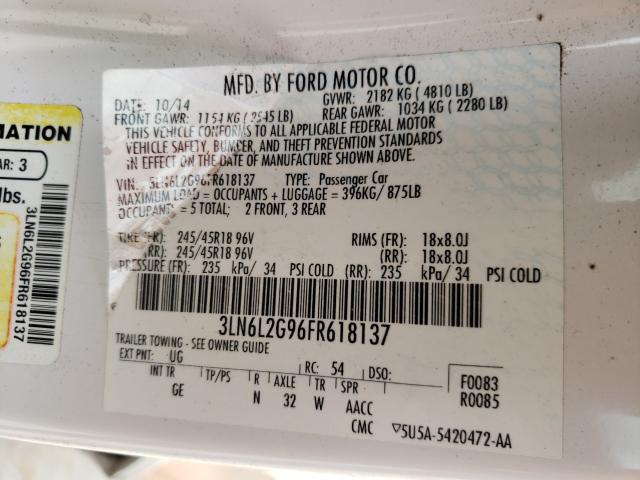 MFD. BY FORD MOTOR CO.
DATE: 10/14 GVWR: 2182 KG ( 4810 LB)
FRONT GAWR: 1154 KG ( 2545 LB) REAR GAWR: 1034 KG ( 2280 LB)
THIS VEHICLE CONFORMS TO ALL APPLICABLE FEDERAL MOTOR
VEHICLE SAFETY, BUMPER, AND THEFT PREVENTION STANDARDS
IN EFFECT ON THE DATE OF MANUFACTURE SHOWN ABOVE.
VIN: 3LN6L2G96FR618137 TYPE: Passenger Car
MAXIMUM LOAD = OCCUPANTS + LUGGAGE = 396KG/ 875LB
OCCUPANTS = 5 TOTAL; 2 FRONT, 3 REAR
TIRE (FR): 245/45R18 96V RIMS (FR): 18x8.0J
(RR): 245/45R18 96V (RR): 18x8.0J
PRESSURE (FR): 235 kPa/ 34 PSI COLD (RR): 235 kPa/ 34 PSI COLD
3LN6L2G96FR618137
TRAILER TOWING - SEE OWNER GUIDE
EXT PNT: UG RC: 54 DSO:
INT TR TP/PS R AXLE TR SPR
GE N 32 W AACC
CMC
F0083
R0085
5U5A-5420472-AA
MATION
AR: 3
lbs.
3LN6L2G96FR618137